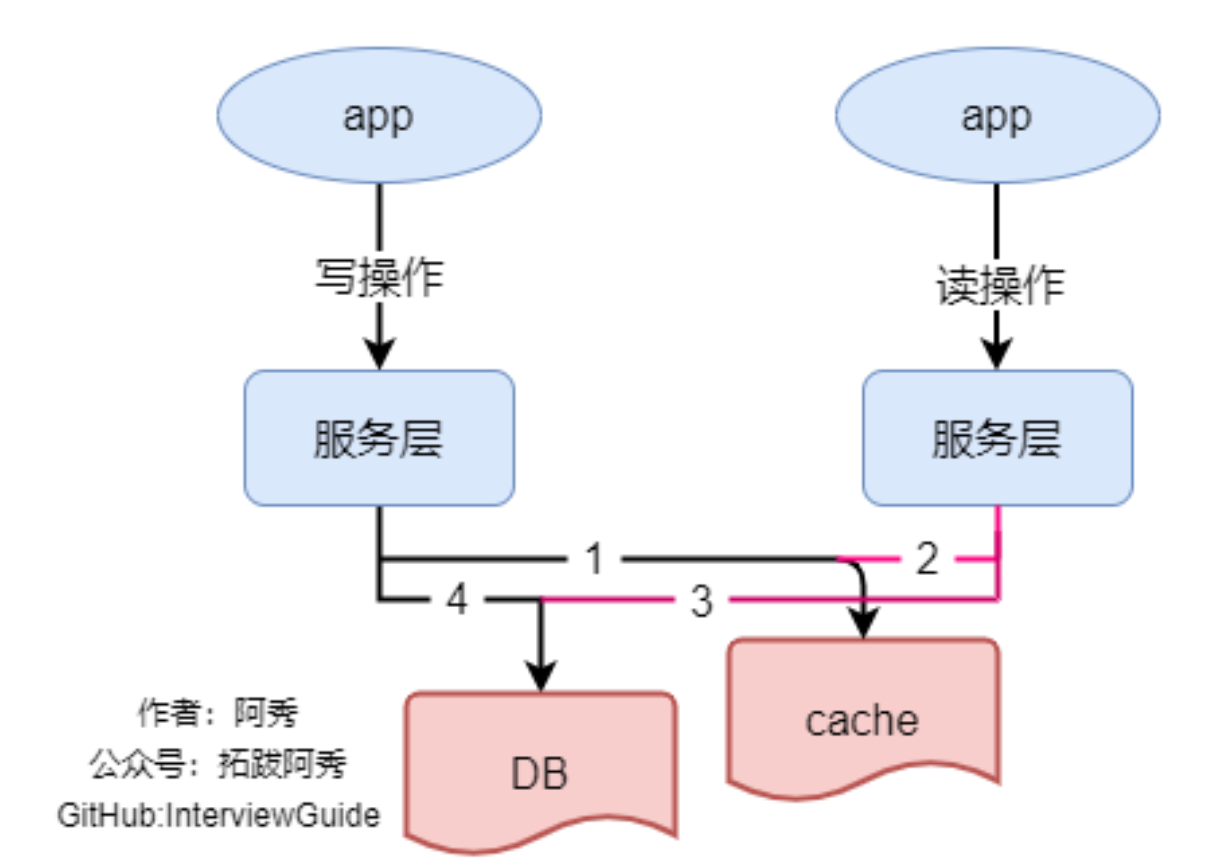 app
app
写操作
读操作
服务层
服务层
1
2
4
3
作者：阿秀
公众号：拓跋阿秀
GitHub:InterviewGuide
DB
cache